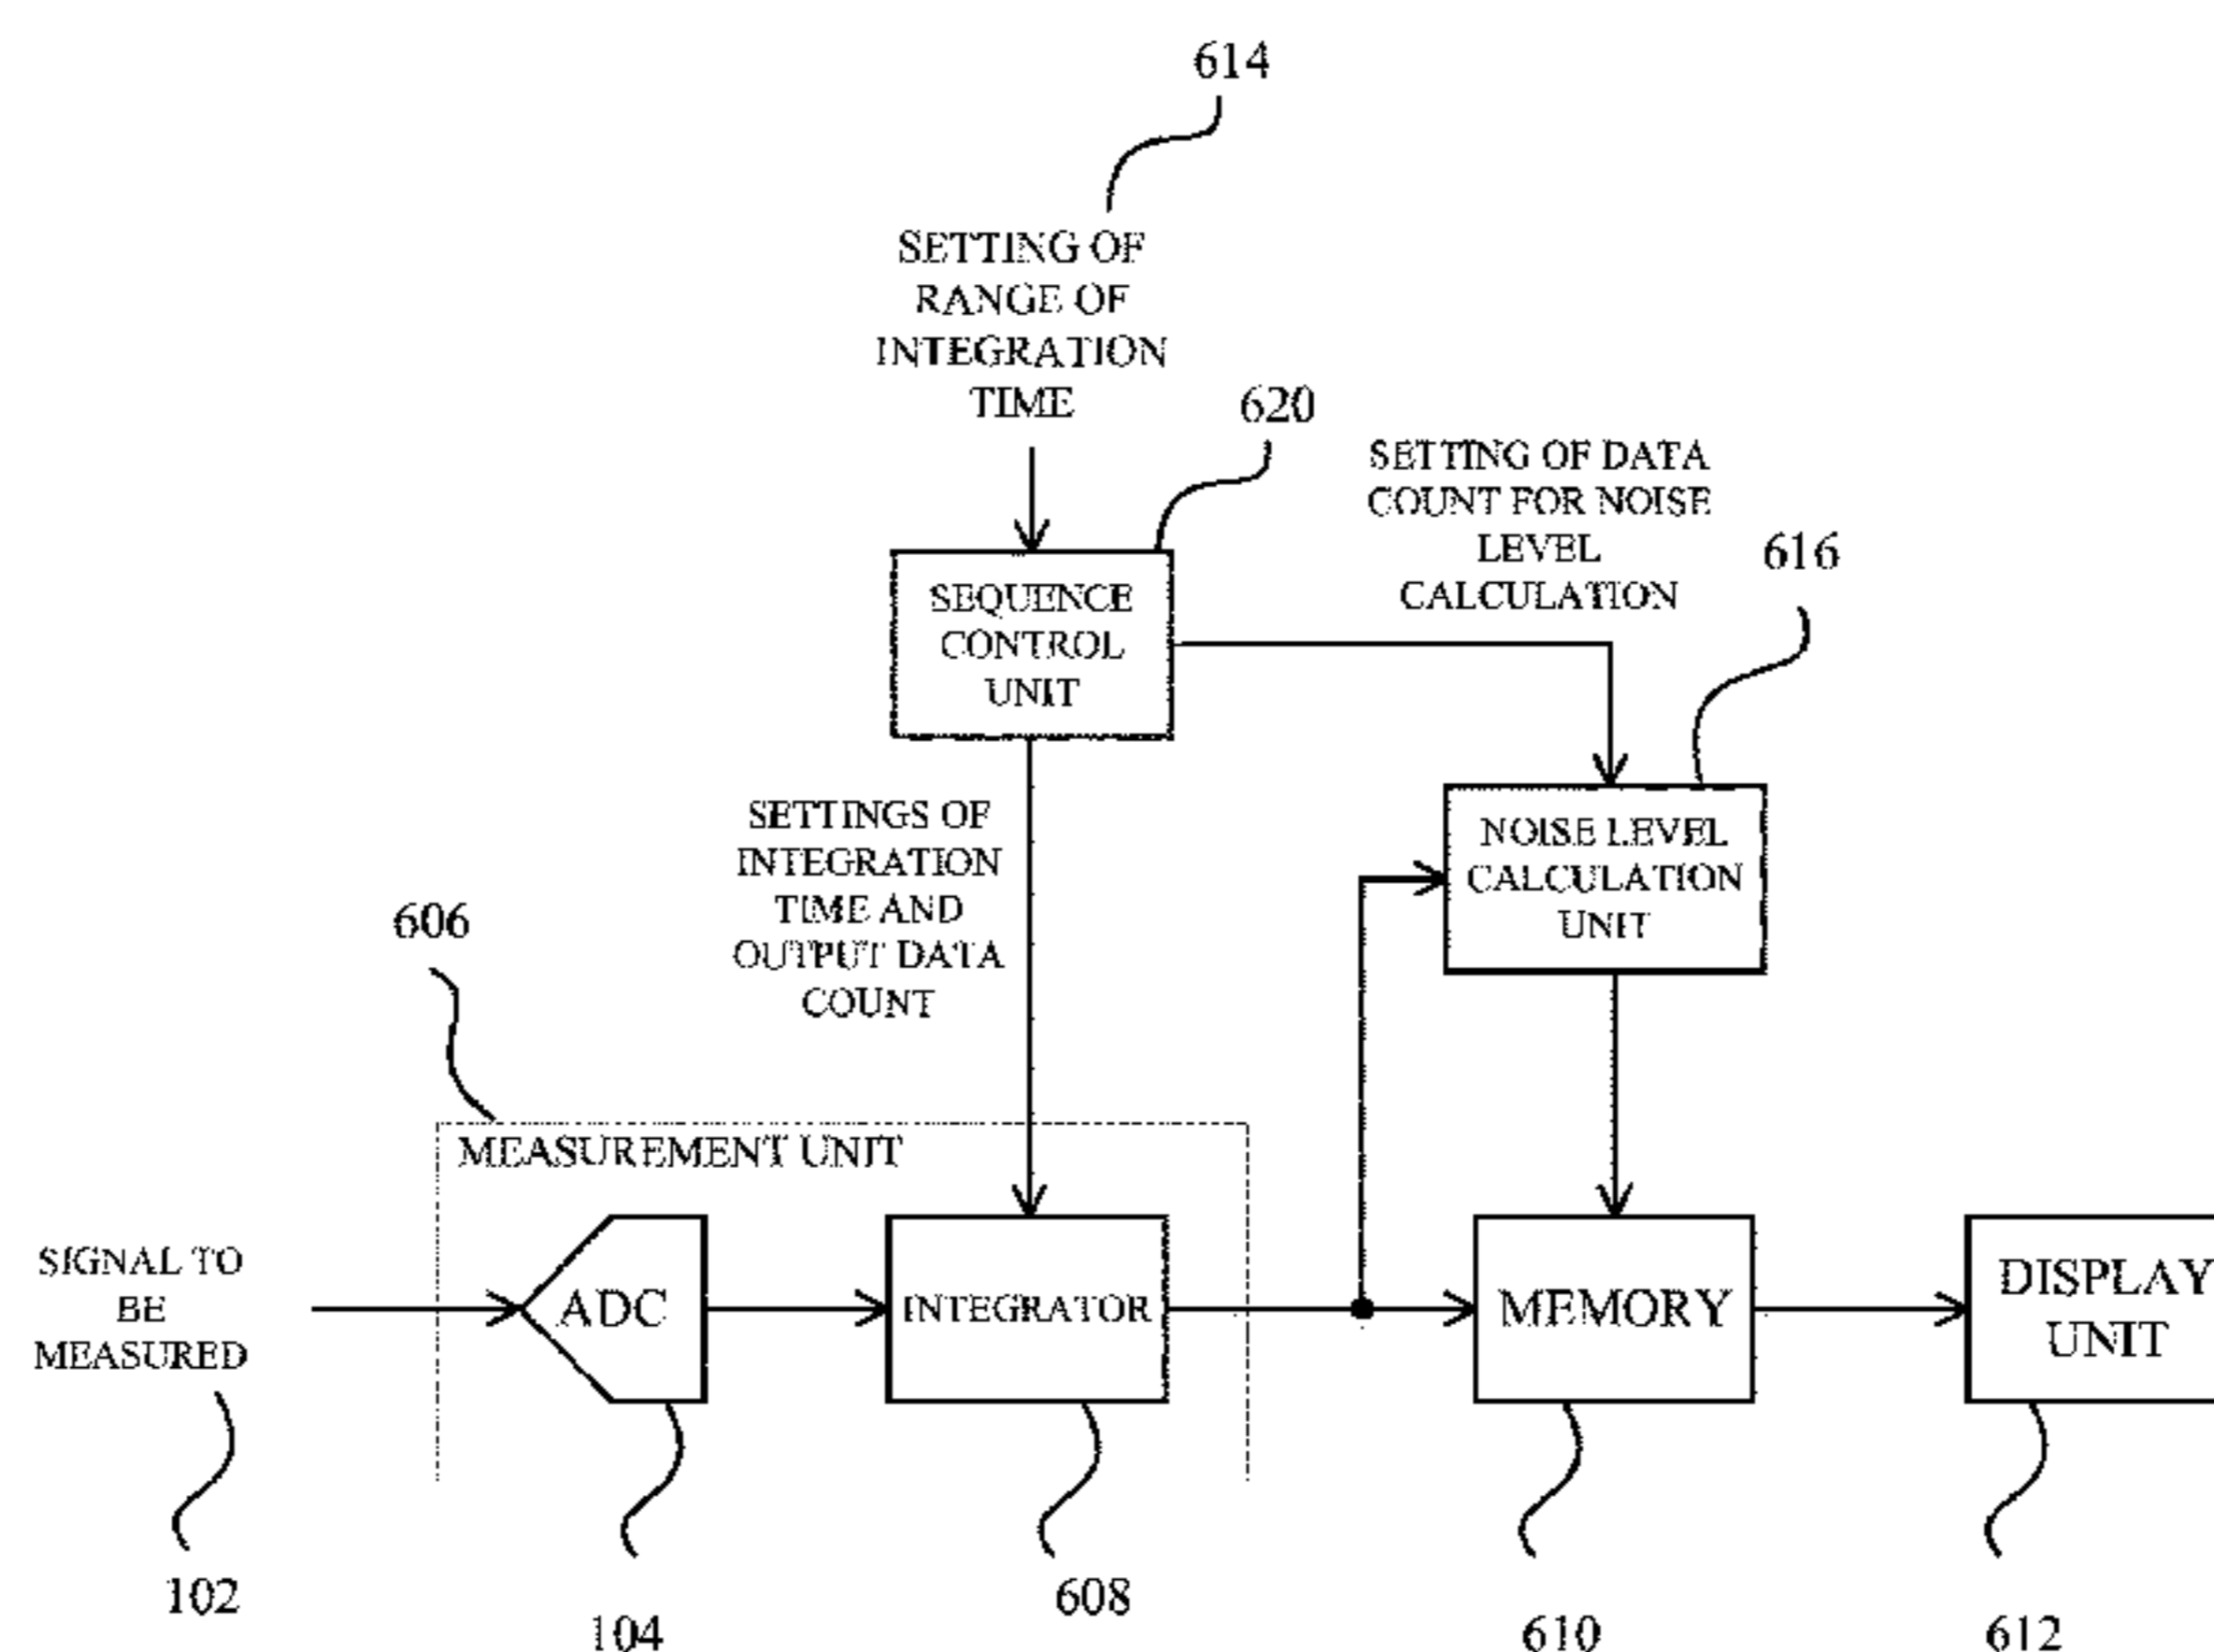 614
SETTING OF
RANGE OF
INTEGRATION
TIME
620
SETTING OF DATA
COUNT FOR NOISE
LEVEL
CALCULATION
616
SEQUENCE
CONTROL
UNIT
NOISE LEVEL
CALCULATION
UNIT
SETTINGS OF
INTEGRATION
TIME AND
OUTPUT DATA
COUNT
606
MEASUREMENT UNIT
SIGNAL TO
BE
MEASURED
ADC
INTEGRATOR
MEMORY
DISPLAY
UNIT
102
104
608
610
612